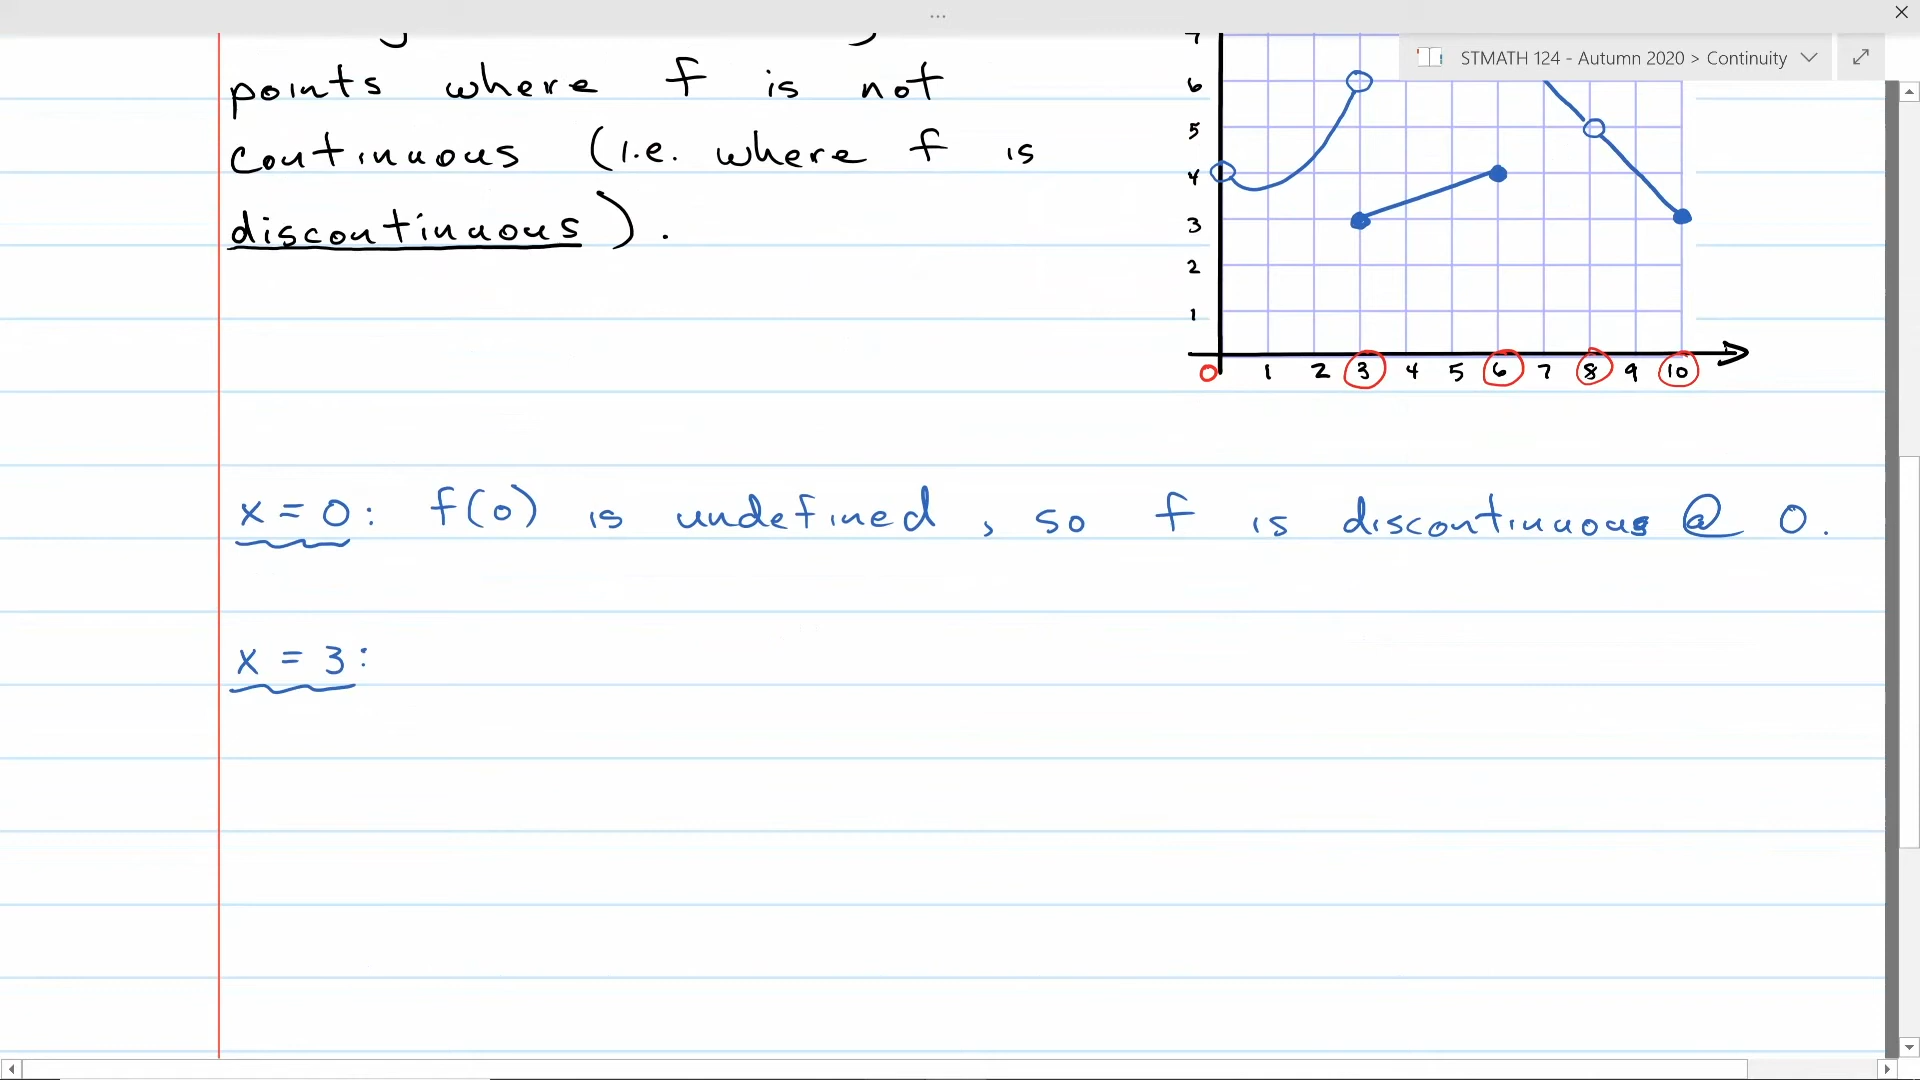 STMATH 124 - Autumn 2020 > Continuity
points where f is not
continuous (i.e. where f is
discontinuous).
7
6
5
4
3
2
1
0 1 2 3 4 5 6 7 8 9 10
x = 0: f(0) is undefined, so f is discontinuous @ 0.
x = 3: